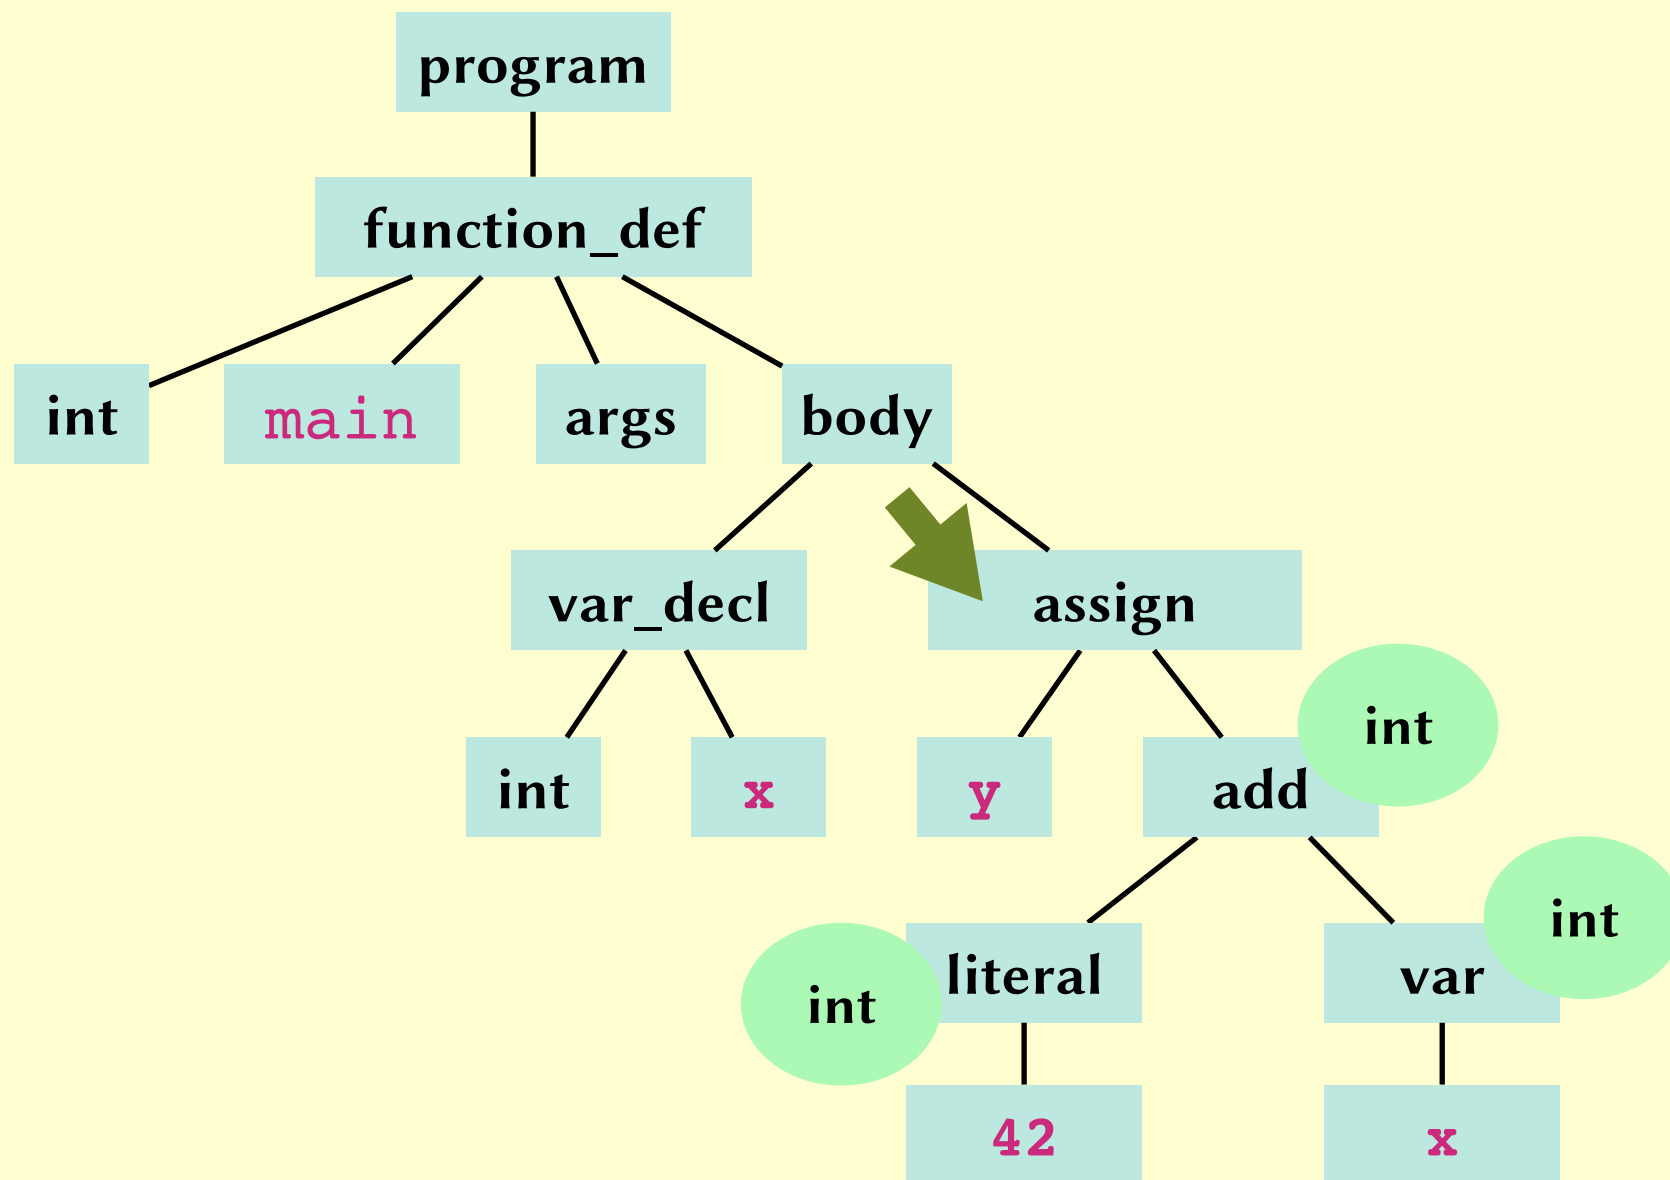 program
function_def
int main args body
var_decl assign
int
int x y add
int
literal var
int
42 x